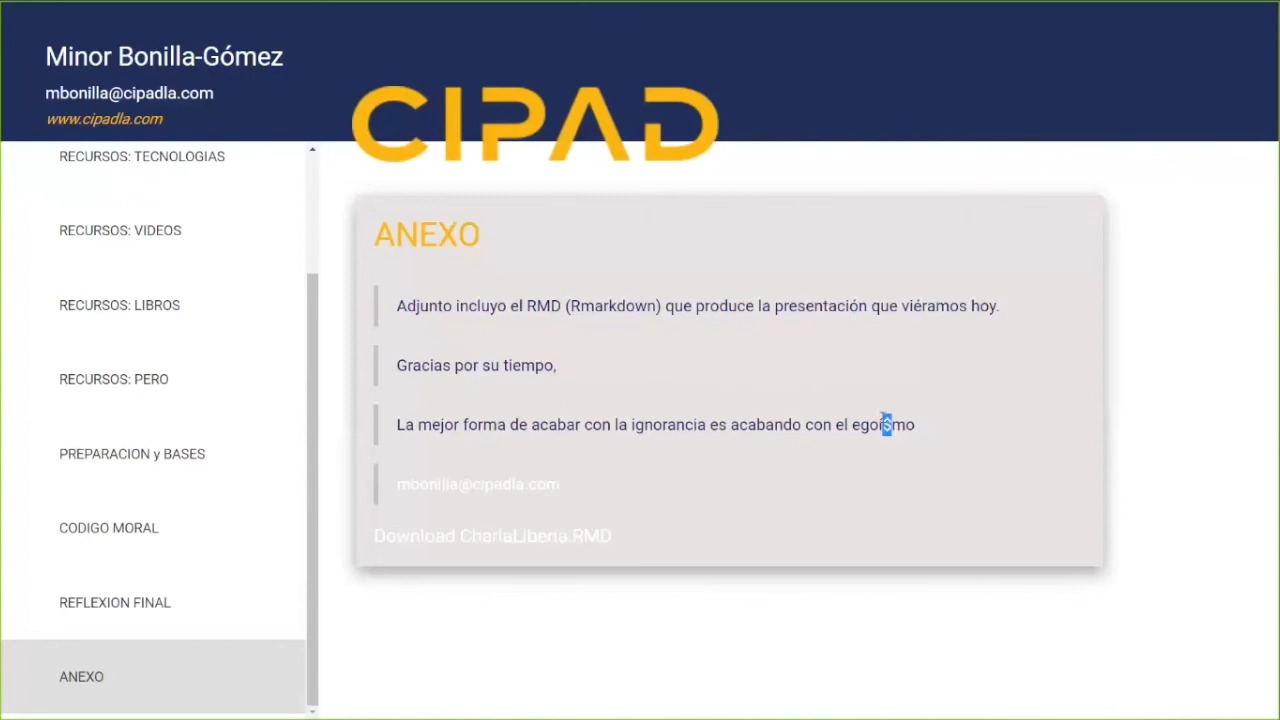 Minor Bonilla-Gómez
mbonilla@cipadla.com
www.cipadla.com
CIPAD
RECURSOS: TECNOLOGIAS
RECURSOS: VIDEOS
RECURSOS: LIBROS
RECURSOS: PERO
PREPARACION y BASES
CODIGO MORAL
REFLEXION FINAL
ANEXO
ANEXO
Adjunto incluyo el RMD (Rmarkdown) que produce la presentación que viéramos hoy.
Gracias por su tiempo,
La mejor forma de acabar con la ignorancia es acabando con el egoísmo
mbonilla@cipadla.com
Download CharlaLiberia.RMD